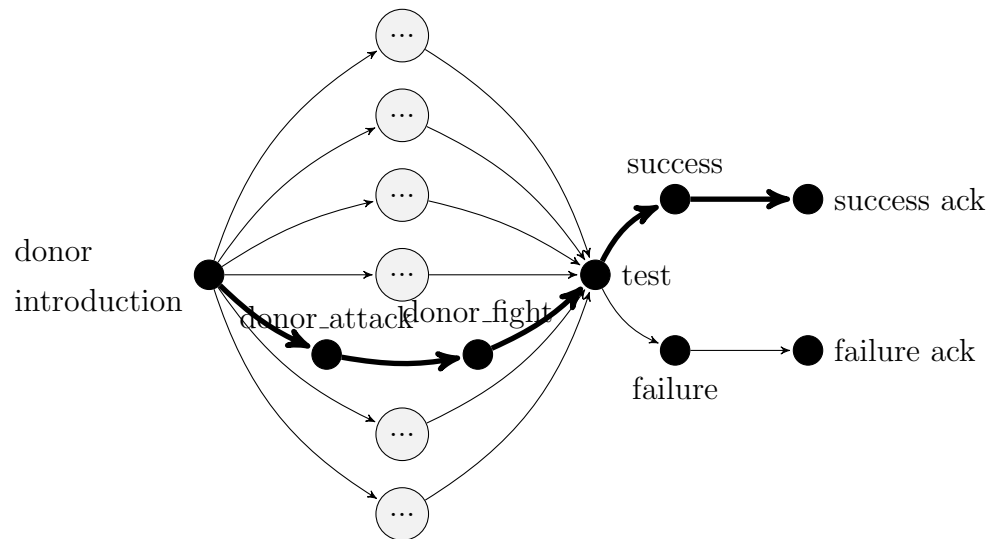 ...
...
...
success
success ack
donor
introduction
...
test
donor_attack
donor_fight
failure ack
failure
...
...